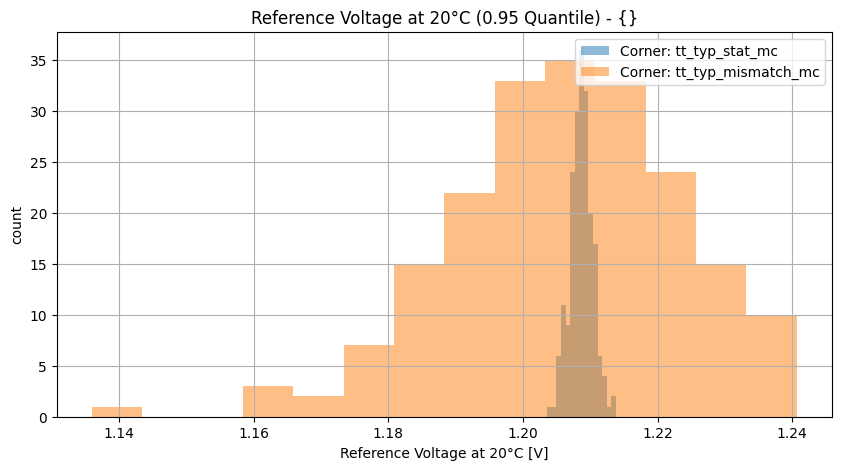 Reference Voltage at 20°C (0.95 Quantile) - {}
Corner: tt_typ_stat_mc
Corner: tt_typ_mismatch_mc
35
30
25
20
15
10
5
0
count
1.14
1.16
1.18
1.20
1.22
1.24
Reference Voltage at 20°C [V]